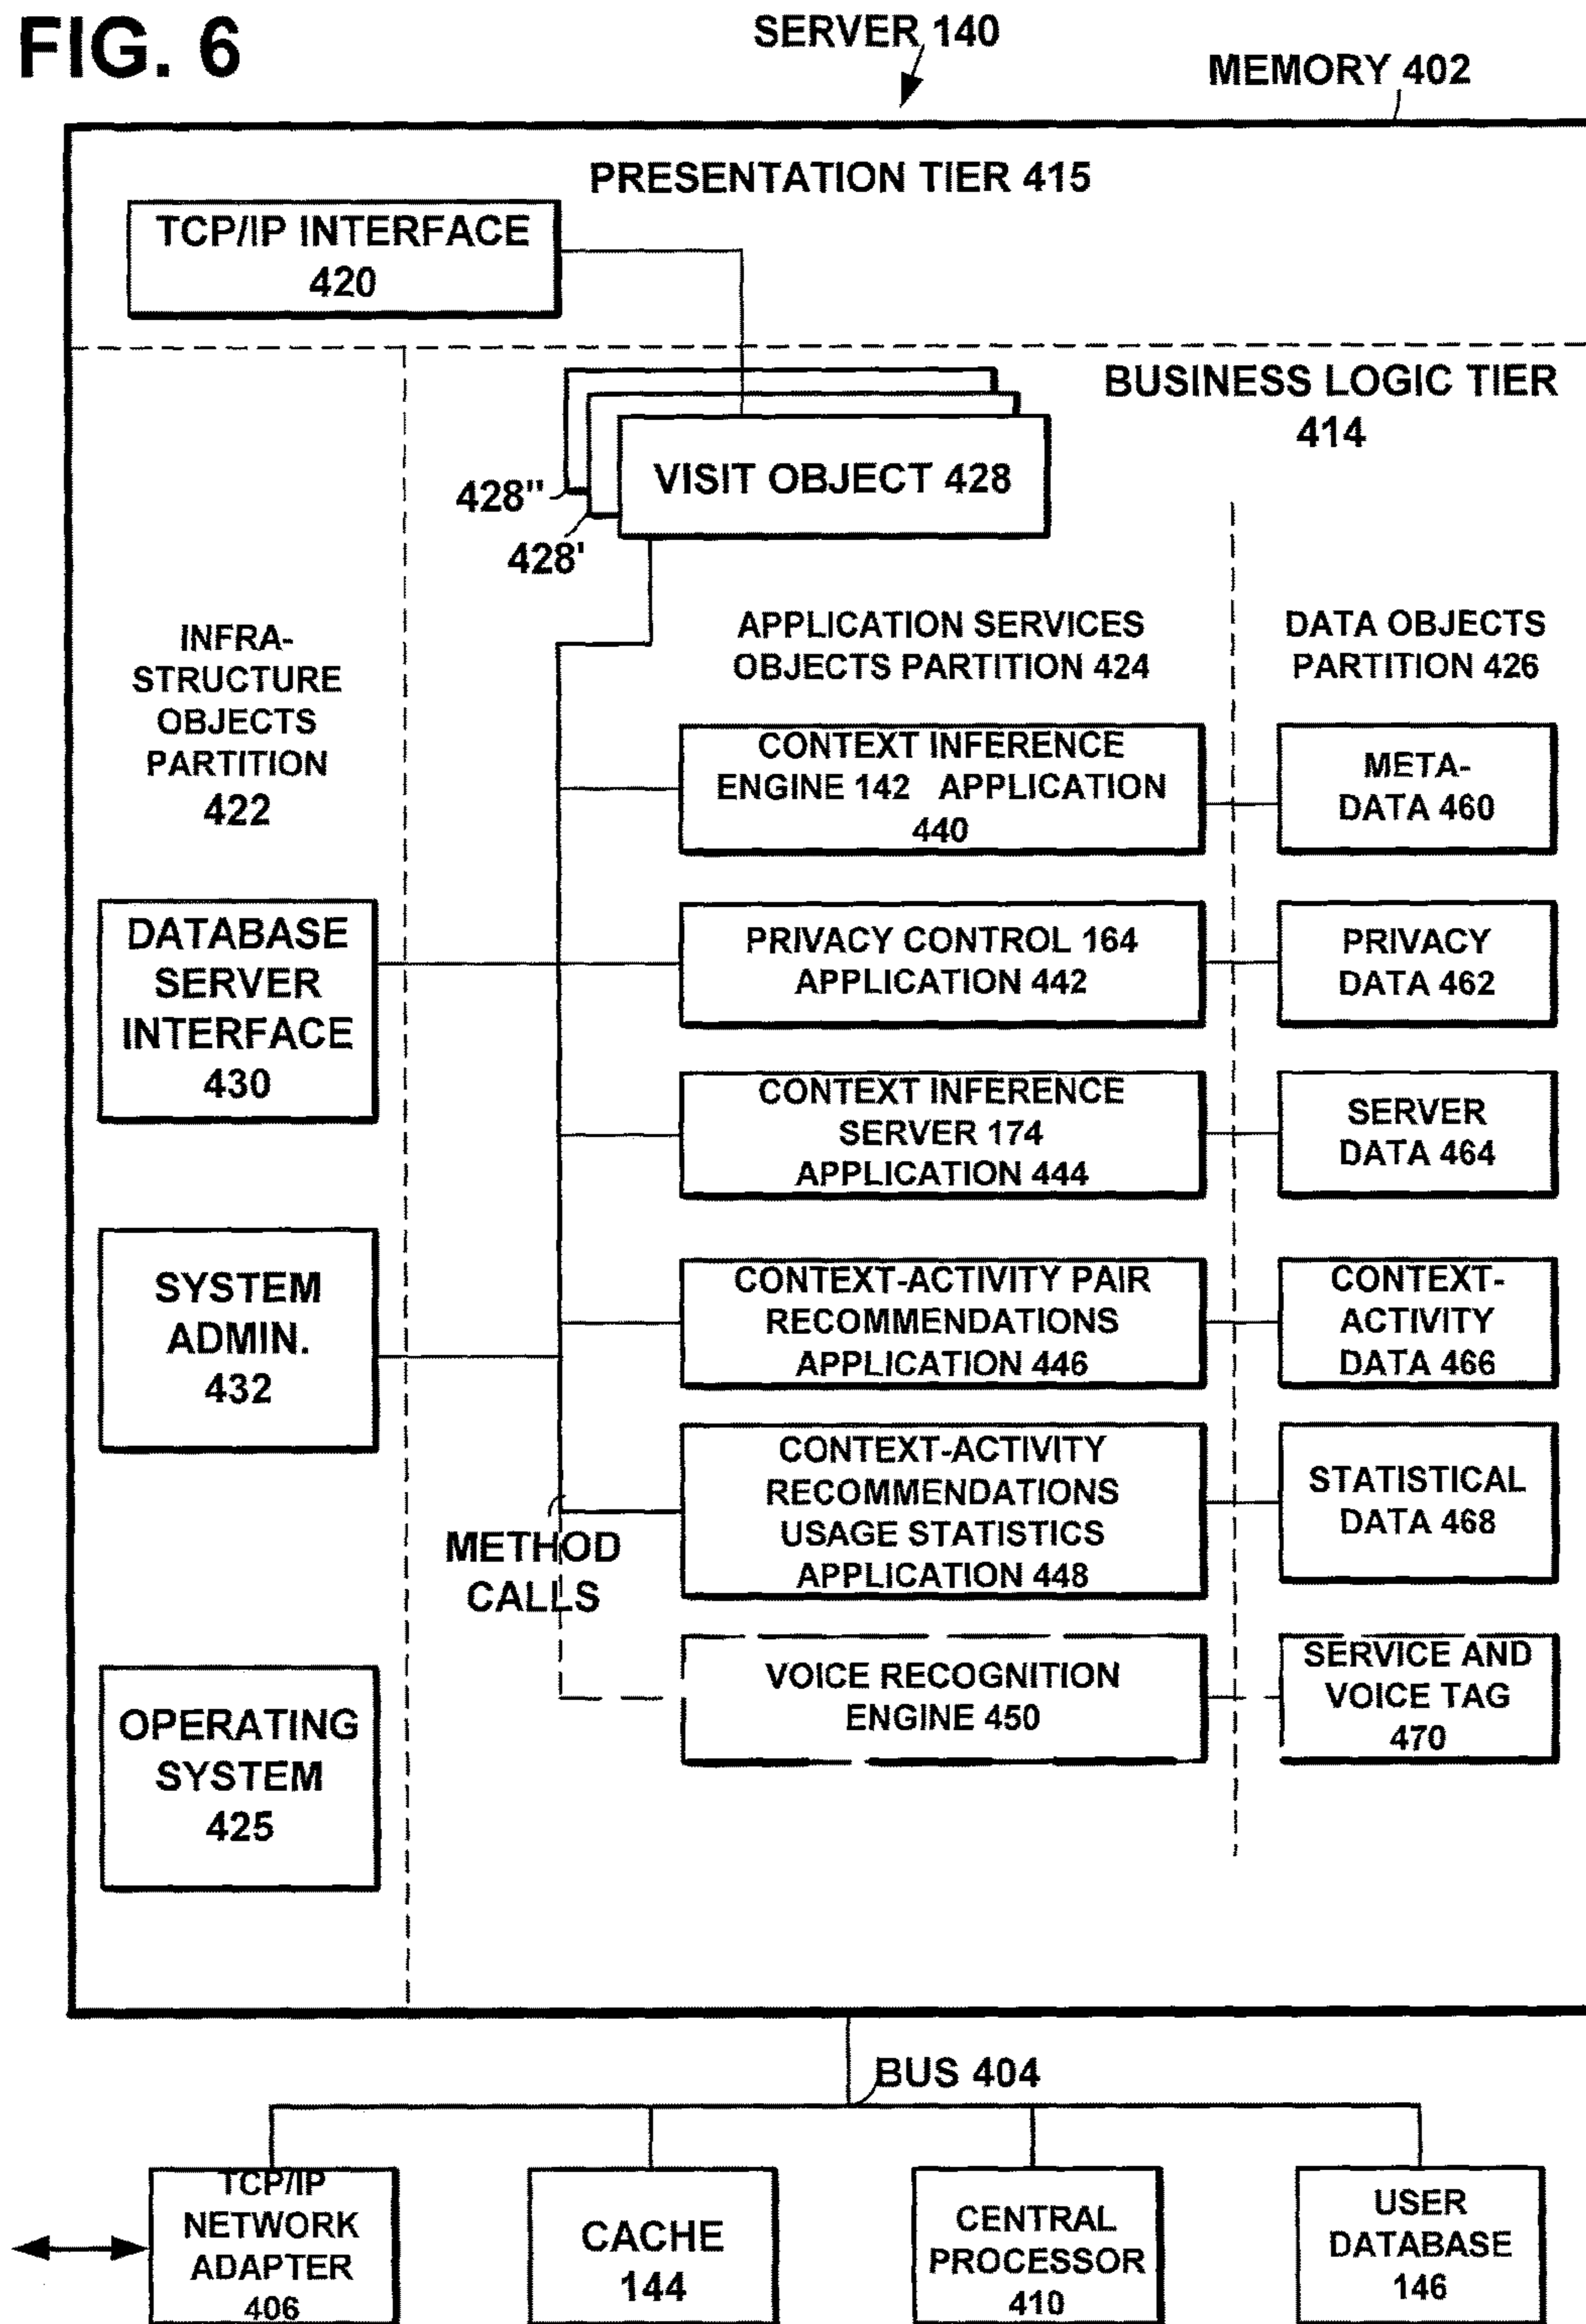 FIG. 6
SERVER 140
MEMORY 402
PRESENTATION TIER 415
TCP/IP INTERFACE
420
BUSINESS LOGIC TIER
414
VISIT OBJECT 428
428"
428'
INFRA-
STRUCTURE
OBJECTS
PARTITION
422
APPLICATION SERVICES
OBJECTS PARTITION 424
DATA OBJECTS
PARTITION 426
CONTEXT INFERENCE
ENGINE 142 APPLICATION
440
META-
DATA 460
DATABASE
SERVER
INTERFACE
430
PRIVACY CONTROL 164
APPLICATION 442
PRIVACY
DATA 462
CONTEXT INFERENCE
SERVER 174
APPLICATION 444
SERVER
DATA 464
SYSTEM
ADMIN.
432
CONTEXT-ACTIVITY PAIR
RECOMMENDATIONS
APPLICATION 446
CONTEXT-
ACTIVITY
DATA 466
METHOD
CALLS
CONTEXT-ACTIVITY
RECOMMENDATIONS
USAGE STATISTICS
APPLICATION 448
STATISTICAL
DATA 468
OPERATING
SYSTEM
425
VOICE RECOGNITION
ENGINE 450
SERVICE AND
VOICE TAG
470
BUS 404
TCP/IP
NETWORK
ADAPTER
406
CACHE
144
CENTRAL
PROCESSOR
410
USER
DATABASE
146